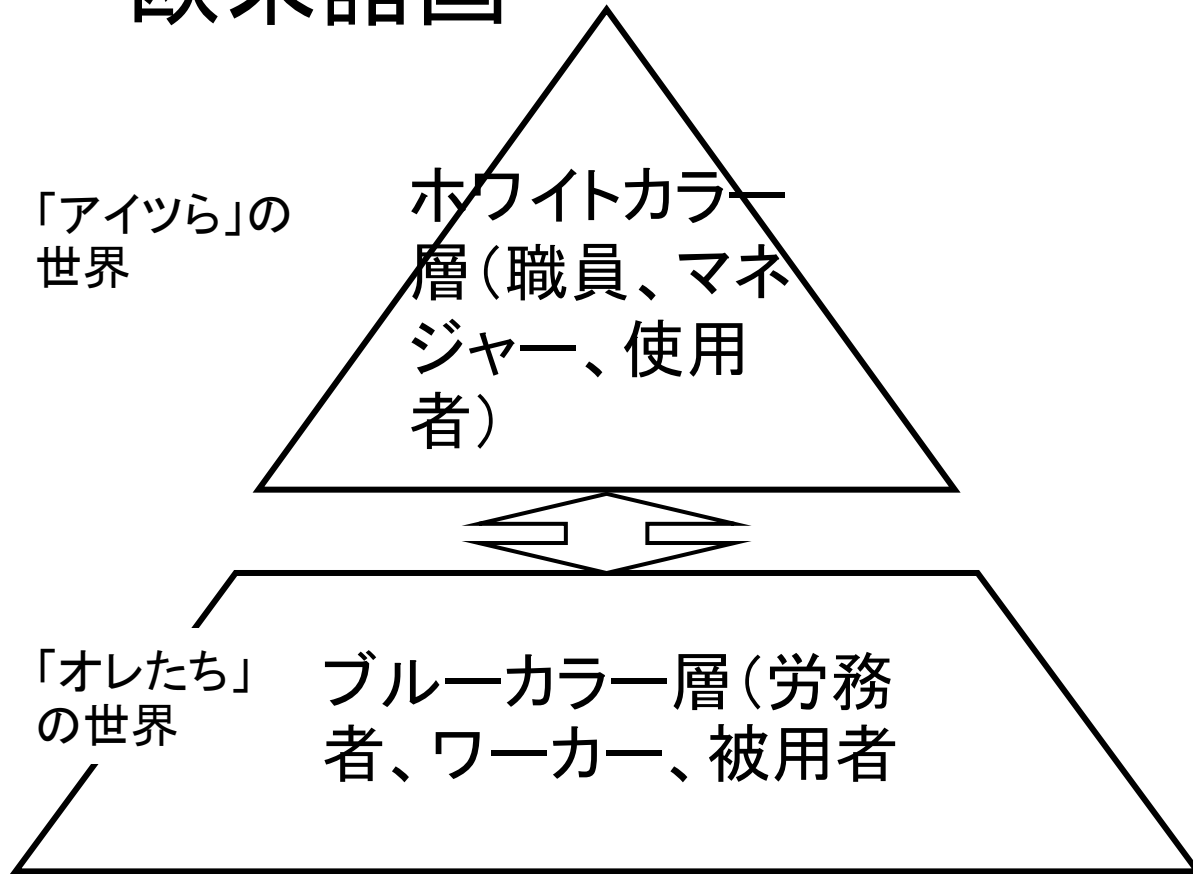 欧米諸国
「アイツら」の
世界
ホワイトカラー
層（職員、マネ
ジャー、使用
者）
「オレたち」
の世界
ブルーカラー層（労務
者、ワーカー、被用者